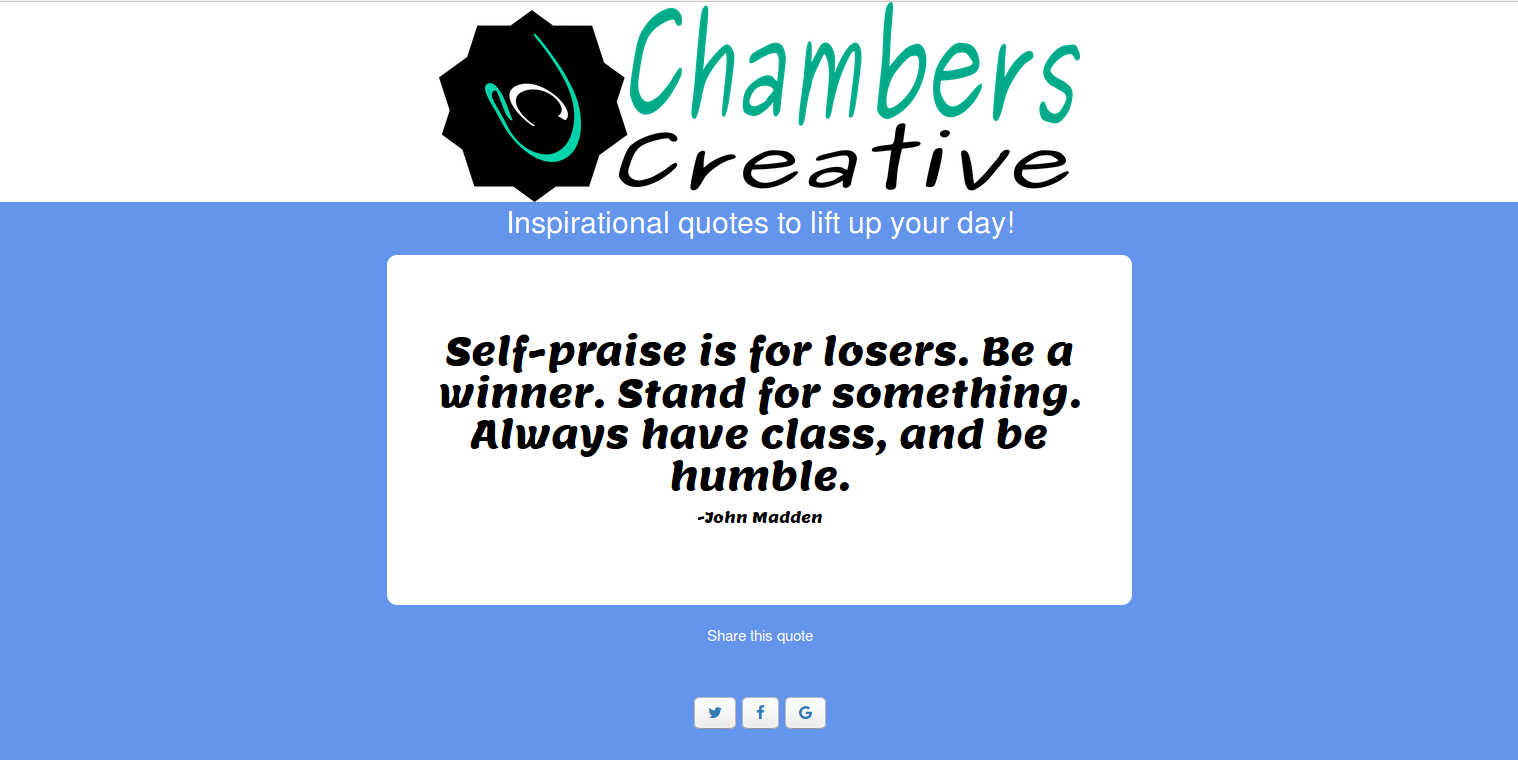 Chambers
Creative
Inspirational quotes to lift up your day!
Self-praise is for losers. Be a
winner. Stand for something.
Always have class, and be
humble.
-John Madden
Share this quote